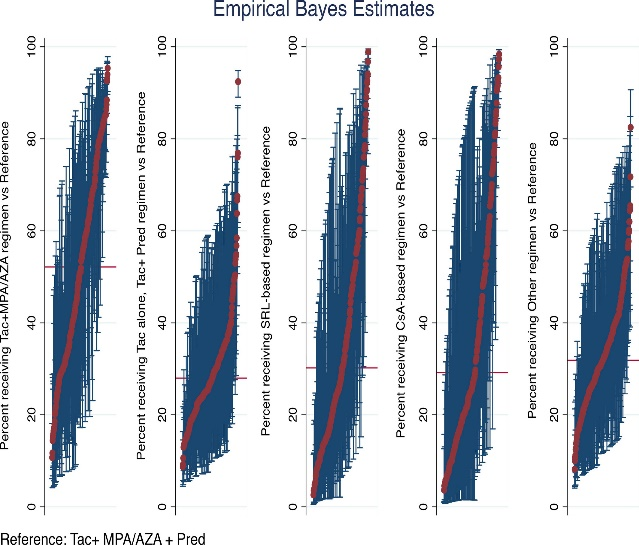 Empirical Bayes Estimates
Percent receiving Tac+MPA/AZA regimen vs Reference
0 20 40 60 80 100
Percent receiving Tac alone, Tac+ Pred regimen vs Reference
0 20 40 60 80 100
Percent receiving SRL-based regimen vs Reference
0 20 40 60 80 100
Percent receiving CsA-based regimen vs Reference
0 20 40 60 80 100
Percent receiving Other regimen vs Reference
0 20 40 60 80 100
Reference: Tac+ MPA/AZA + Pred